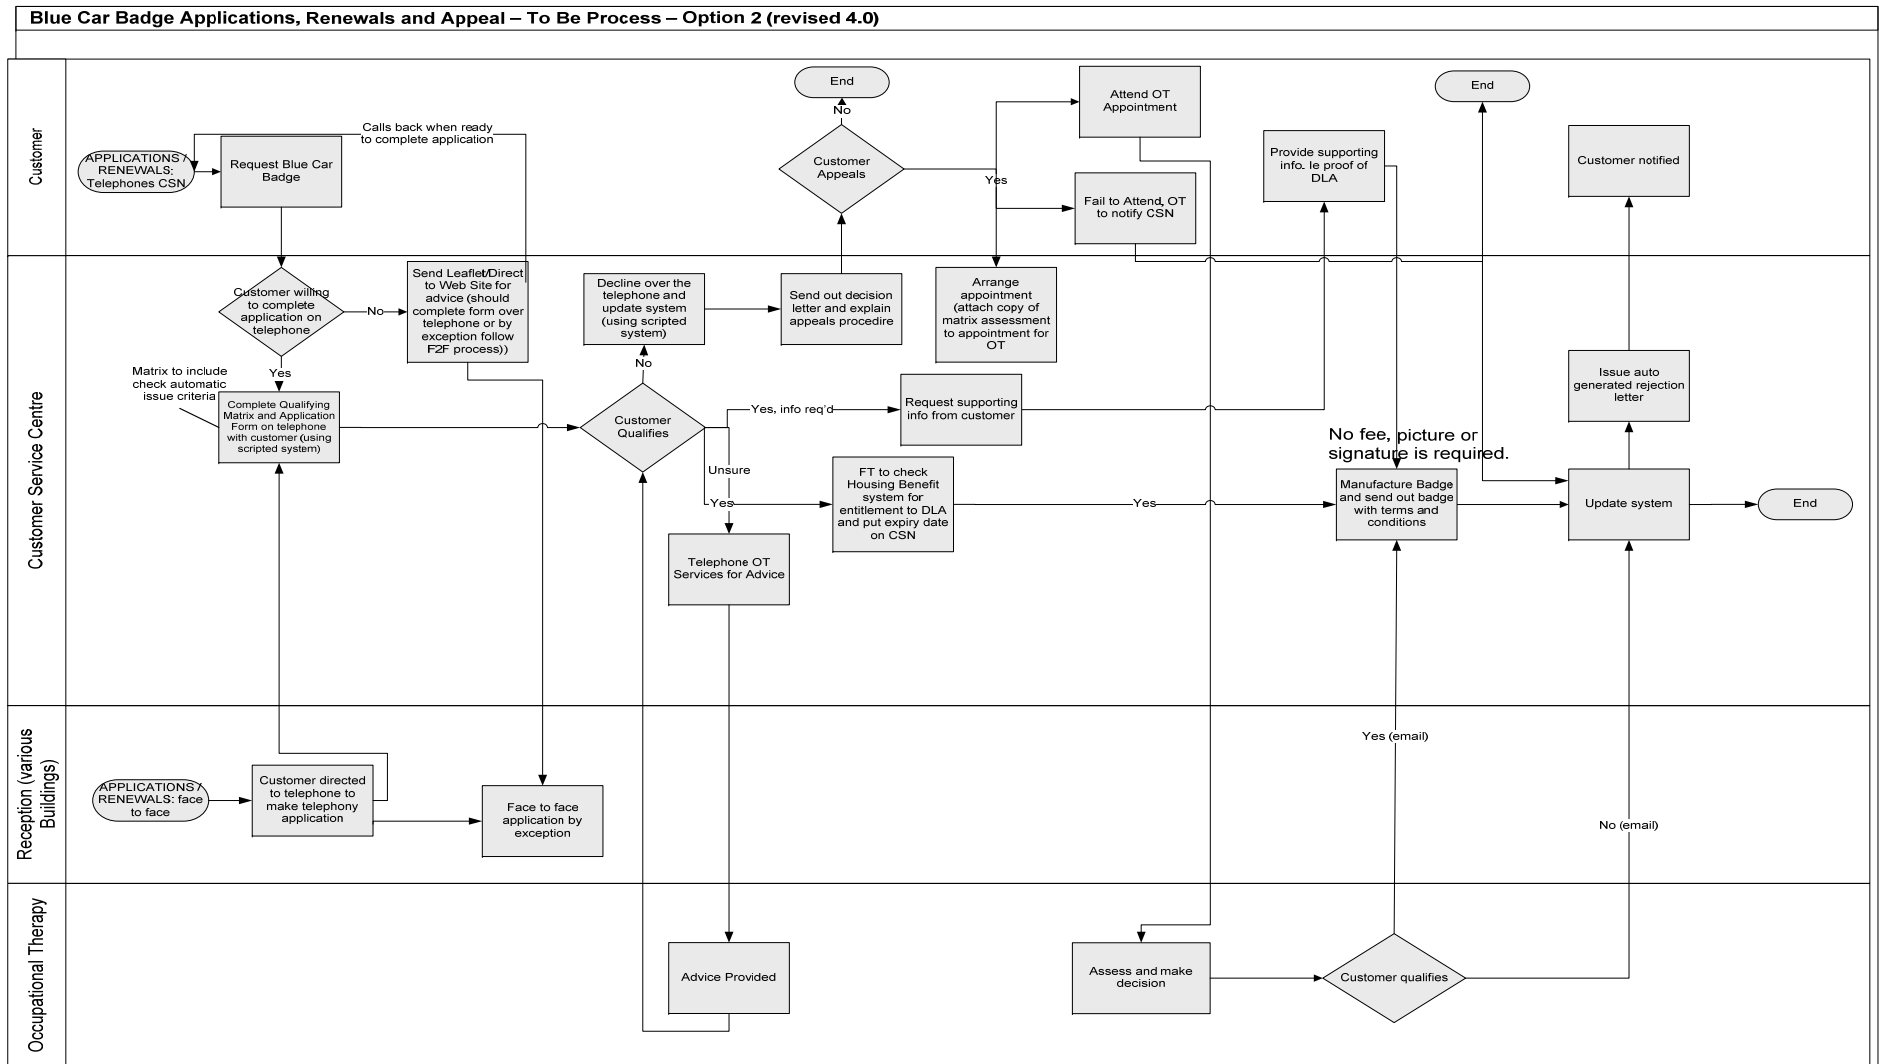 Blue Car Badge Applications, Renewals and Appeal – To Be Process – Option 2 (revised 4.0)
Customer
APPLICATIONS /
RENEWALS:
Telephones CSN
Calls back when ready
to complete application
Request Blue Car
Badge
End
No
Customer
Appeals
Yes
Attend OT
Appointment
Fail to Attend, OT
to notify CSN
Provide supporting
info. Ie proof of
DLA
End
Customer notified
Customer Service Centre
Customer willing
to complete
application on
telephone
No
Yes
Send Leaflet/Direct
to Web Site for
advice (should
complete form over
telephone or by
exception follow
F2F process))
Matrix to include
check automatic
issue criteria
Complete Qualifying
Matrix and Application
Form on telephone
with customer (using
scripted system)
Decline over the
telephone and
update system
(using scripted
system)
No
Customer
Qualifies
Send out decision
letter and explain
appeals procedire
Arrange
appointment
(attach copy of
matrix assessment
to appointment for
OT
Yes, info req'd
Request supporting
info from customer
Unsure
Yes
FT to check
Housing Benefit
system for
entitlement to DLA
and put expiry date
on CSN
Yes
Telephone OT
Services for Advice
No fee, picture or
signature is required.
Manufacture Badge
and send out badge
with terms and
conditions
Issue auto
generated rejection
letter
Update system
End
Reception (various
Buildings)
APPLICATIONS /
RENEWALS: face
to face
Customer directed
to telephone to
make telephony
application
Face to face
application by
exception
Yes (email)
No (email)
Occupational Therapy
Advice Provided
Assess and make
decision
Customer qualifies